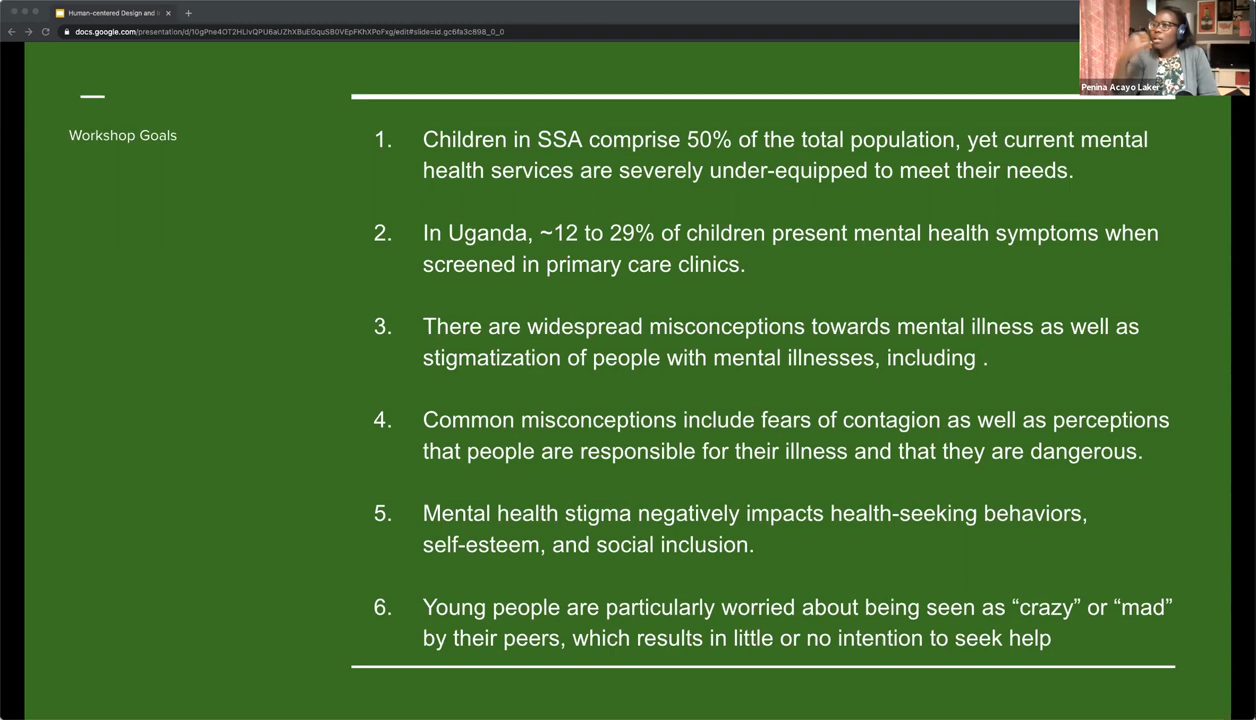 Human-centered Design and I
docs.google.com/presentation/d/10gPne4OT2HLIvQPU6aUZhXBuEGquSB0VEpFKhXPoFxg/edit#slide=id.gc6fa3c898_0_0
Penina Acayo Laker
Workshop Goals
1. Children in SSA comprise 50% of the total population, yet current mental
health services are severely under-equipped to meet their needs.
2. In Uganda, ~12 to 29% of children present mental health symptoms when
screened in primary care clinics.
3. There are widespread misconceptions towards mental illness as well as
stigmatization of people with mental illnesses, including .
4. Common misconceptions include fears of contagion as well as perceptions
that people are responsible for their illness and that they are dangerous.
5. Mental health stigma negatively impacts health-seeking behaviors,
self-esteem, and social inclusion.
6. Young people are particularly worried about being seen as “crazy” or “mad”
by their peers, which results in little or no intention to seek help